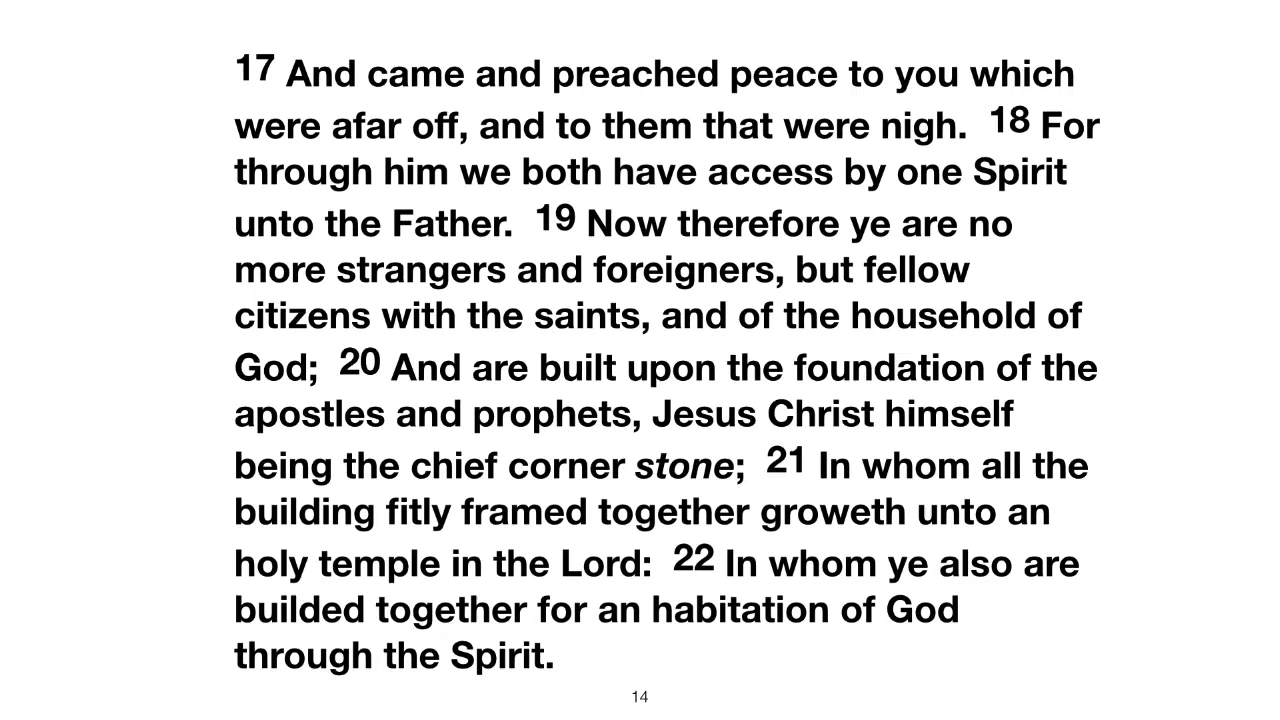 17 And came and preached peace to you which
were afar off, and to them that were nigh. 18 For
through him we both have access by one Spirit
unto the Father. 19 Now therefore ye are no
more strangers and foreigners, but fellow
citizens with the saints, and of the household of
God; 20 And are built upon the foundation of the
apostles and prophets, Jesus Christ himself
being the chief corner stone; 21 In whom all the
building fitly framed together groweth unto an
holy temple in the Lord: 22 In whom ye also are
builded together for an habitation of God
through the Spirit.
14